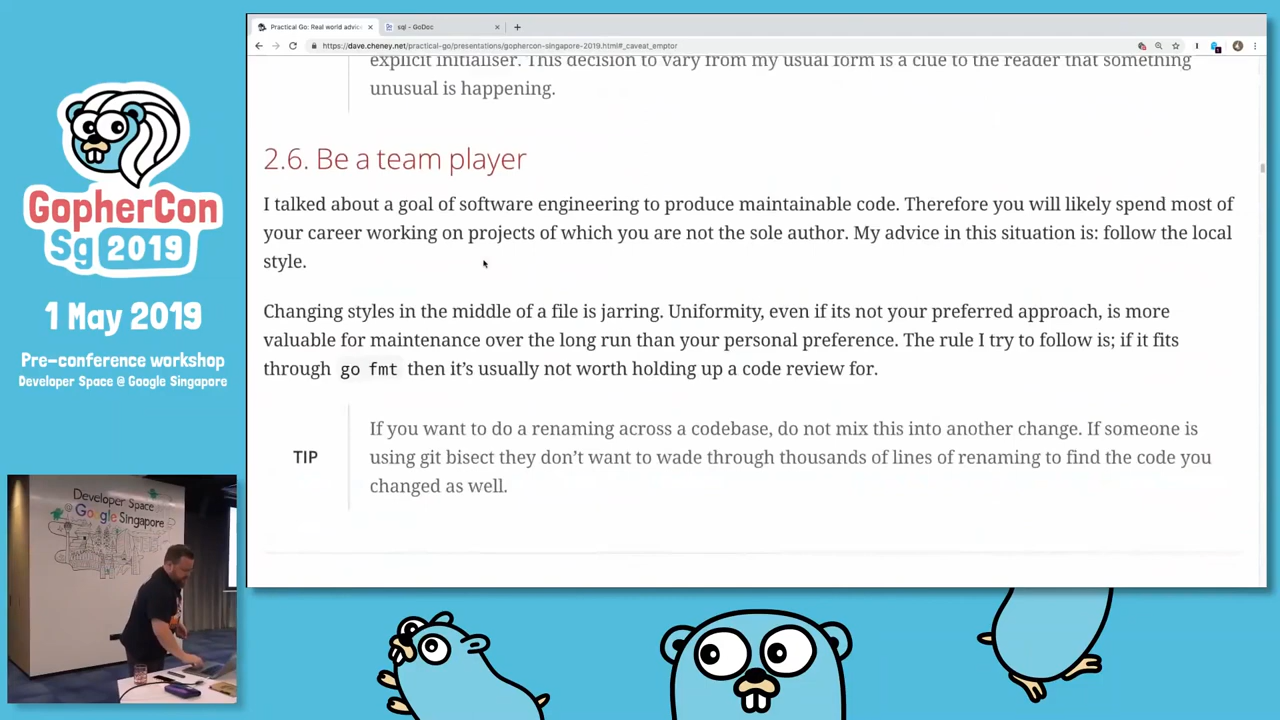 Practical Go: Real world advic
sql - GoDoc
https://dave.cheney.net/practical-go/presentations/gophercon-singapore-2019.html#_caveat_emptor
explicit initialiser. This decision to vary from my usual form is a clue to the reader that something
unusual is happening.
2.6. Be a team player
I talked about a goal of software engineering to produce maintainable code. Therefore you will likely spend most of
your career working on projects of which you are not the sole author. My advice in this situation is: follow the local
style.
Changing styles in the middle of a file is jarring. Uniformity, even if its not your preferred approach, is more
valuable for maintenance over the long run than your personal preference. The rule I try to follow is; if it fits
through go fmt then it’s usually not worth holding up a code review for.
TIP
If you want to do a renaming across a codebase, do not mix this into another change. If someone is
using git bisect they don’t want to wade through thousands of lines of renaming to find the code you
changed as well.
GopherCon
Sg 2019
1 May 2019
Pre-conference workshop
Developer Space @ Google Singapore
Developer Space
Google Singapore